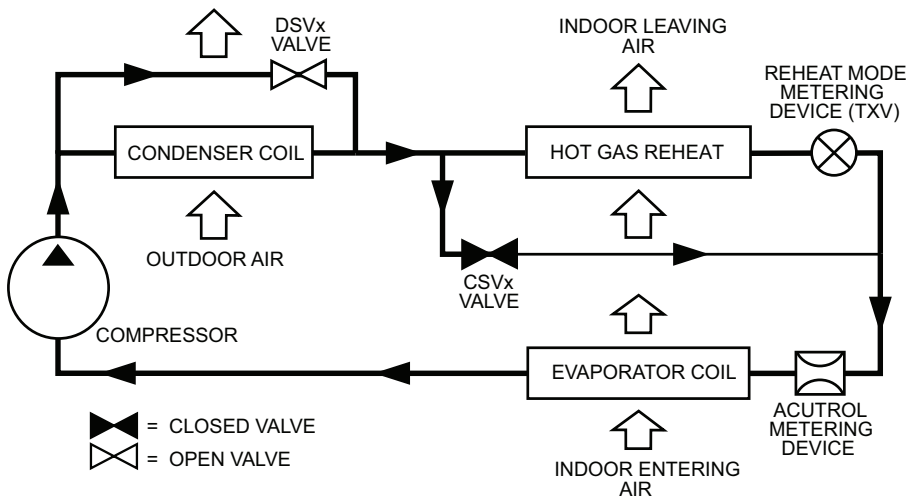 DSVx
VALVE
INDOOR LEAVING
AIR
REHEAT MODE
METERING
DEVICE (TXV)
CONDENSER COIL
HOT GAS REHEAT
OUTDOOR AIR
CSVx
VALVE
COMPRESSOR
EVAPORATOR COIL
ACUTROL
METERING
DEVICE
= CLOSED VALVE
= OPEN VALVE
INDOOR ENTERING
AIR